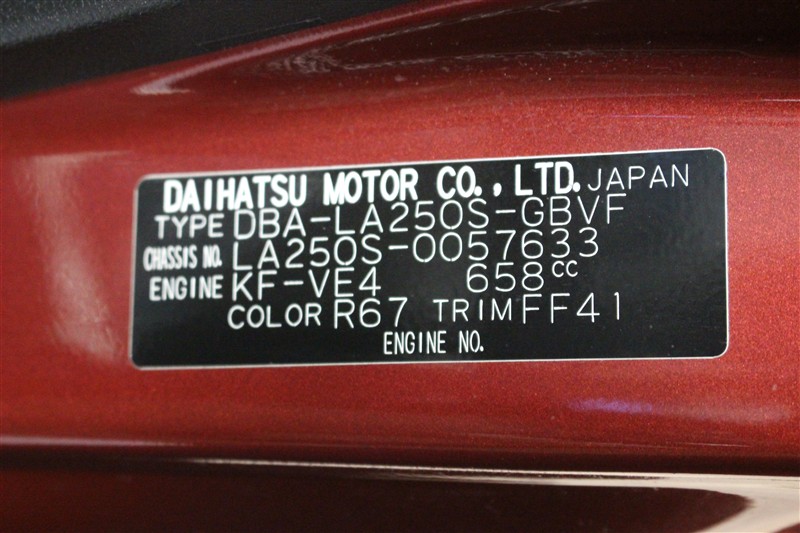 DAIHATSU MOTOR CO., LTD. JAPAN
TYPE DBA-LA250S-GBVF
CHASSIS NO. LA250S-0057633
ENGINE KF-VE4 658cc
COLOR R67 TRIM FF41
ENGINE NO.